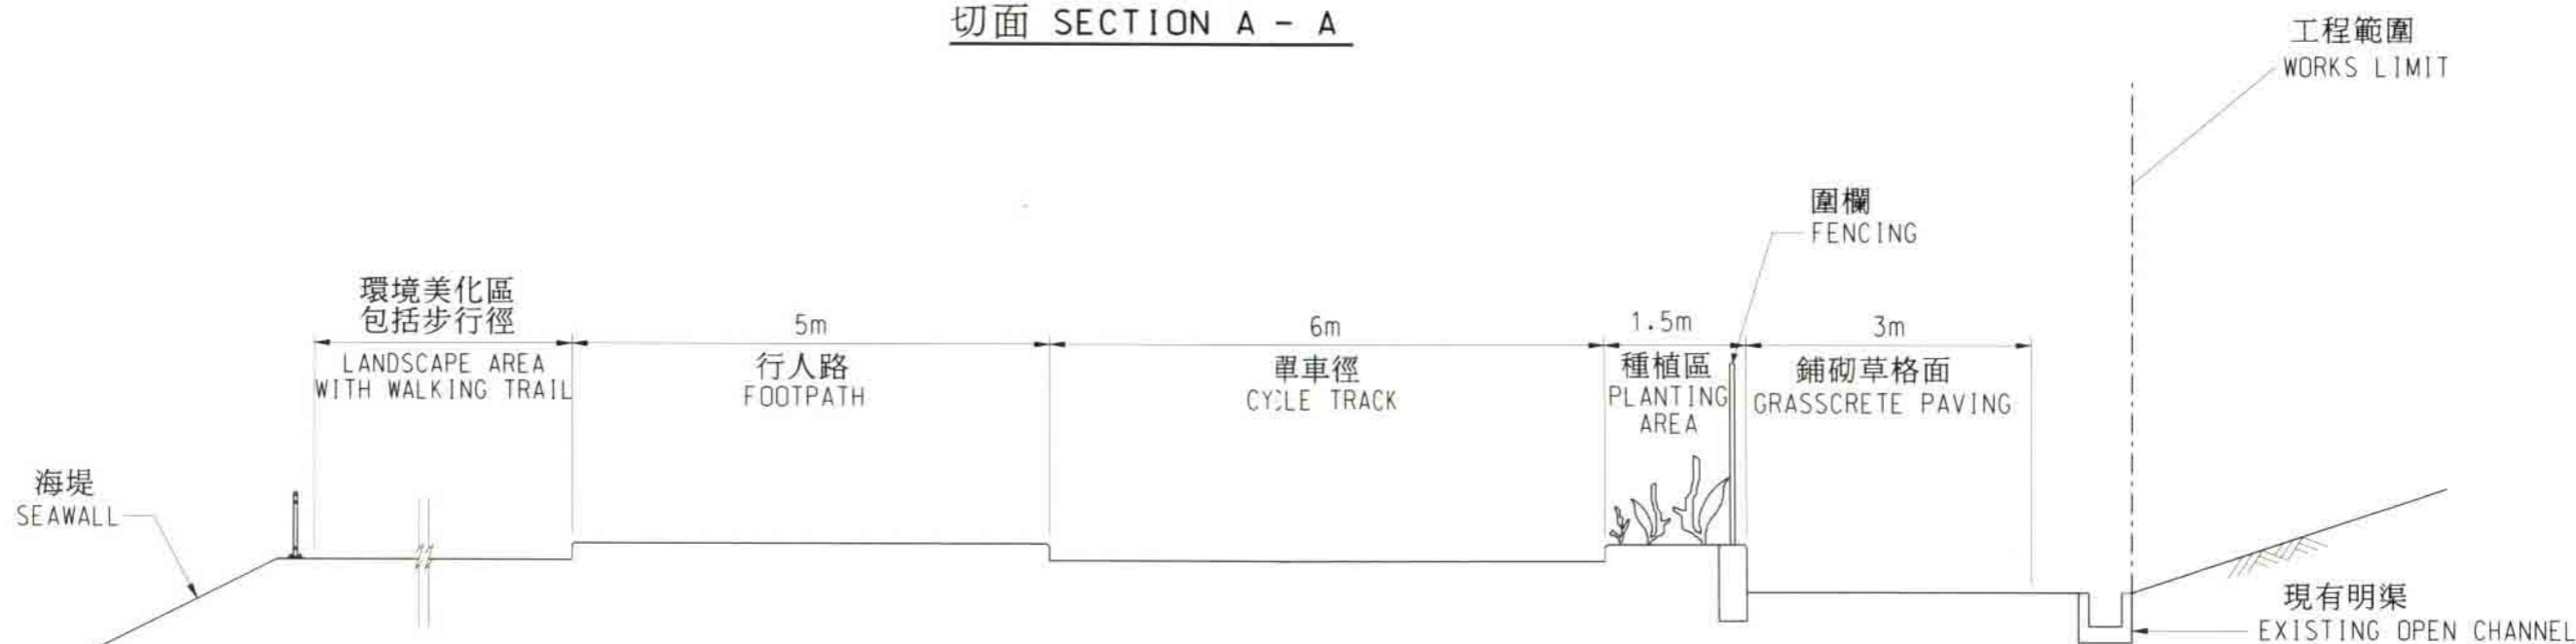 切面 SECTION A - A
工程範圍
WORKS LIMIT
圍欄
FENCING
環境美化區
包括步行徑
LANDSCAPE AREA
WITH WALKING TRAIL
5m
行人路
FOOTPATH
6m
單車徑
CYCLE TRACK
1.5m
種植區
PLANTING
AREA
3m
鋪砌草格面
GRASSCRETE PAVING
海堤
SEAWALL
現有明渠
EXISTING OPEN CHANNEL